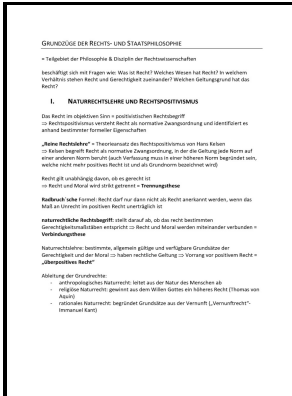 GRUNDZÜGE DER RECHTS- UND STAATSPHILOSOPHIE
= Teilgebiet der Philosophie & Disziplin der Rechtswissenschaften
beschäftigt sich mit Fragen wie: Was ist Recht? Welches Wesen hat Recht? In welchem
Verhältnis stehen Recht und Gerechtigkeit zueinander? Welchen Geltungsgrund hat das
Recht?
I. NATURRECHTSLEHRE UND RECHTSPOSITIVISMUS
Das Recht im objektiven Sinn = positivistischen Rechtsbegriff
⇒ Rechtspositivismus versteht Recht als normative Zwangsordnung und identifiziert es
anhand bestimmter formeller Eigenschaften
„Reine Rechtslehre" = Theorieansatz des Rechtspositivismus von Hans Kelsen
⇒ Kelsen begreift Recht als normative Zwangsordnung, in der die Geltung jede Norm auf
einer anderen Norm beruht (auch Verfassung muss in einer höheren Norm begründet sein,
welche nicht mehr positives Recht ist und als Grundnorm bezeichnet wird)
Recht gilt unabhängig davon, ob es gerecht ist
⇒ Recht und Moral wird strikt getrennt = Trennungsthese
Radbruch´sche Formel: Recht darf nur dann nicht als Recht anerkannt werden, wenn das
Maß an Unrecht im positiven Recht unerträglich ist
naturrechtliche Rechtsbegriff: stellt darauf ab, ob das recht bestimmten
Gerechtigkeitsmaßstäben entspricht ⇒ Recht und Moral werden miteinander verbunden =
Verbindungsthese
Naturrechtslehre: bestimmte, allgemein gültige und verfügbare Grundsätze der
Gerechtigkeit und der Moral ⇒ haben rechtliche Geltung ⇒ Vorrang vor positivem Recht =
„überpositives Recht"
Ableitung der Grundrechte:
- anthropologisches Naturrecht: leitet aus der Natur des Menschen ab
- religiöse Naturrecht: gewinnt aus dem Willen Gottes ein höheres Recht (Thomas von
Aquin)
- rationales Naturrecht: begründet Grundsätze aus der Vernunft („Vernunftrecht"-
Immanuel Kant)